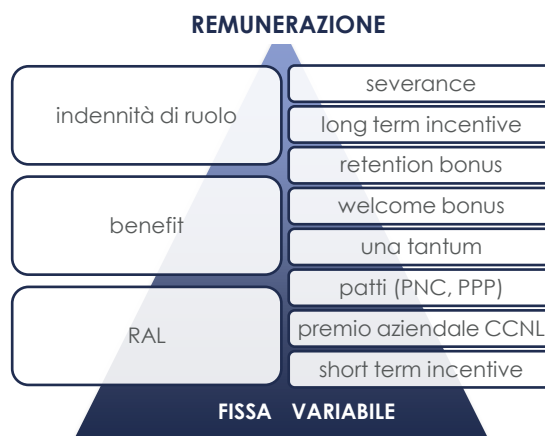 REMUNERAZIONE
indennità di ruolo
benefit
RAL
severance
long term incentive
retention bonus
welcome bonus
una tantum
patti (PNC, PPP)
premio aziendale CCNL
short term incentive
FISSA VARIABILE